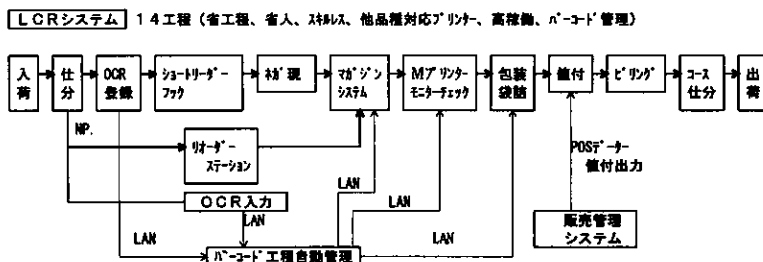 LCRシステム １４工程（省工程、省人、ｽｷﾙﾚｽ、他品種対応ﾌﾟﾘﾝﾀｰ、高稼働、ﾊﾞｰｺｰﾄﾞ管理）
入荷
仕分
OCR
登録
ｼｮｰﾄﾘｰﾀﾞｰ
ﾌｯｸ
ﾈｶﾞ現
ﾏｶﾞｼﾞﾝ
ｼｽﾃﾑ
Mﾌﾟﾘﾝﾀｰ
ﾓﾆﾀｰﾁｪｯｸ
包装
袋詰
値付
ﾋﾞﾘﾝｸﾞ
ｺｰｽ
仕分
出荷
NP.
ﾘｵｰﾀﾞｰ
ｽﾃｰｼｮﾝ
POSﾃﾞｰﾀｰ
値付出力
OCR入力
LAN
LAN
LAN
LAN
LAN
販売管理
システム
ﾊﾞｰｺｰﾄﾞ工程自動管理